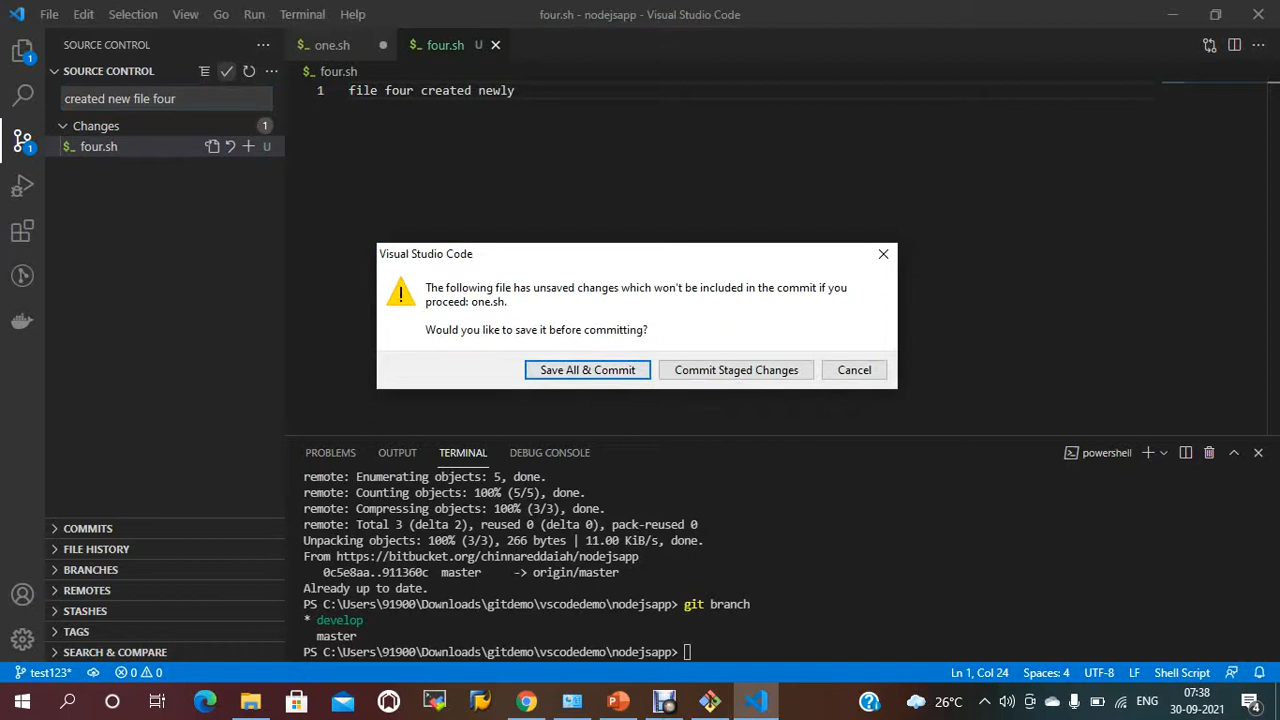 File Edit Selection View Go Run Terminal Help four.sh - nodejsapp - Visual Studio Code
SOURCE CONTROL
one.sh
four.sh U
SOURCE CONTROL
four.sh
created new file four
1 file four created newly
Changes 1
four.sh U
1
1
Visual Studio Code
The following file has unsaved changes which won't be included in the commit if you
proceed: one.sh.
Would you like to save it before committing?
Save All & Commit Commit Staged Changes Cancel
PROBLEMS OUTPUT TERMINAL DEBUG CONSOLE powershell
remote: Enumerating objects: 5, done.
remote: Counting objects: 100% (5/5), done.
remote: Compressing objects: 100% (3/3), done.
remote: Total 3 (delta 2), reused 0 (delta 0), pack-reused 0
Unpacking objects: 100% (3/3), 266 bytes | 11.00 KiB/s, done.
From https://bitbucket.org/chinnareddaiah/nodejsapp
0c5e8aa..911360c master -> origin/master
Already up to date.
PS C:\Users\91900\Downloads\gitdemo\vscodedemo\nodejsapp> git branch
* develop
master
PS C:\Users\91900\Downloads\gitdemo\vscodedemo\nodejsapp>
COMMITS
FILE HISTORY
BRANCHES
REMOTES
STASHES
TAGS
SEARCH & COMPARE
test123* 0 0 Ln 1, Col 24 Spaces: 4 UTF-8 LF Shell Script
26°C ENG 07:38
30-09-2021 4